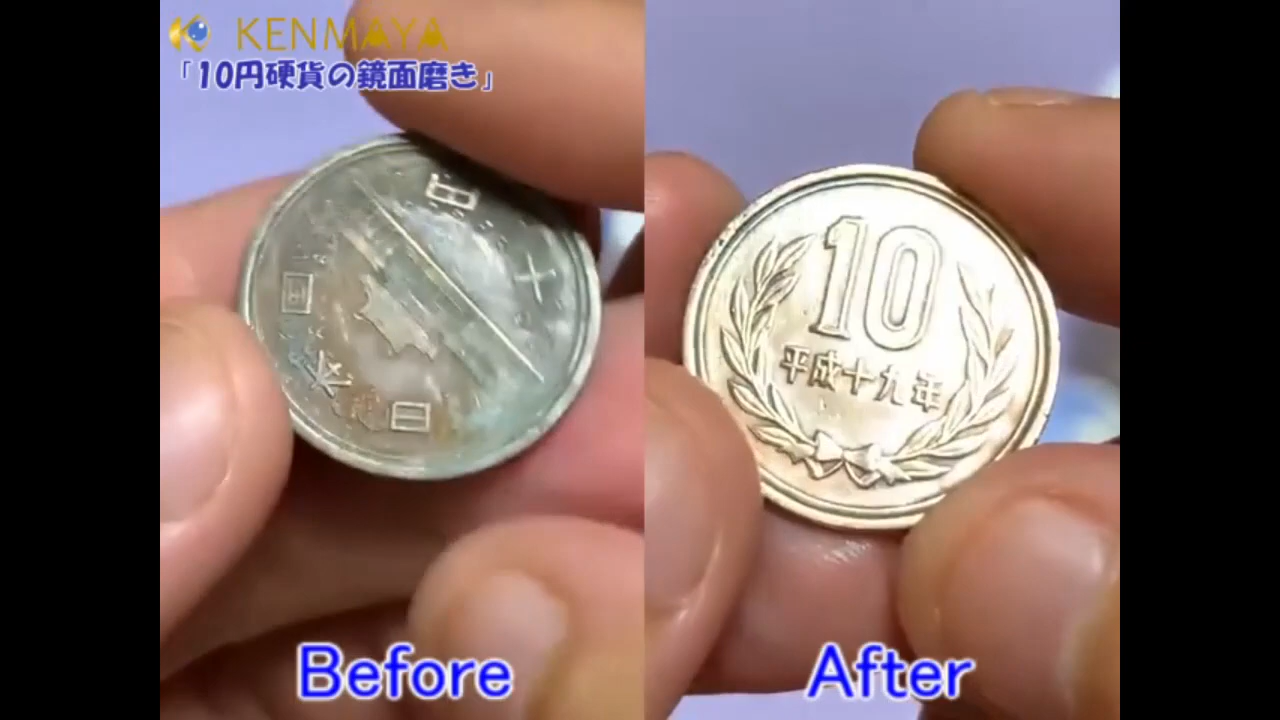 KENMAYA
「10円硬貨の鏡面磨き」
日本国
十円
10
平成十九年
Before
After